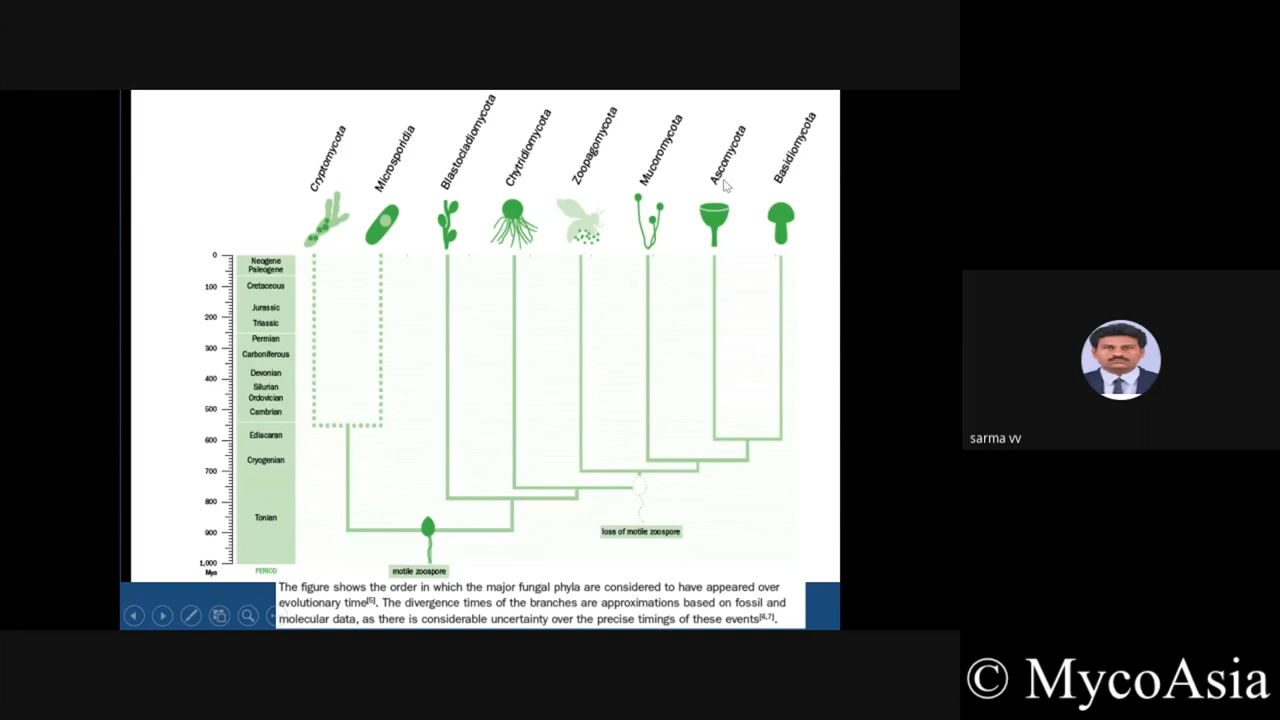 Cryptomycota
Microsporidia
Blastocladiomycota
Chytridiomycota
Zoopagomycota
Mucoromycota
Ascomycota
Basidiomycota
0
100
200
300
400
500
600
700
800
900
1,000
Mya
Neogene
Paleogene
Cretaceous
Jurassic
Triassic
Permian
Carboniferous
Devonian
Silurian
Ordovician
Cambrian
Ediacaran
Cryogenian
Tonian
PERIOD
loss of motile zoospore
motile zoospore
The figure shows the order in which the major fungal phyla are considered to have appeared over
evolutionary time[5]. The divergence times of the branches are approximations based on fossil and
molecular data, as there is considerable uncertainty over the precise timings of these events[6,7].
sarma vv
© MycoAsia